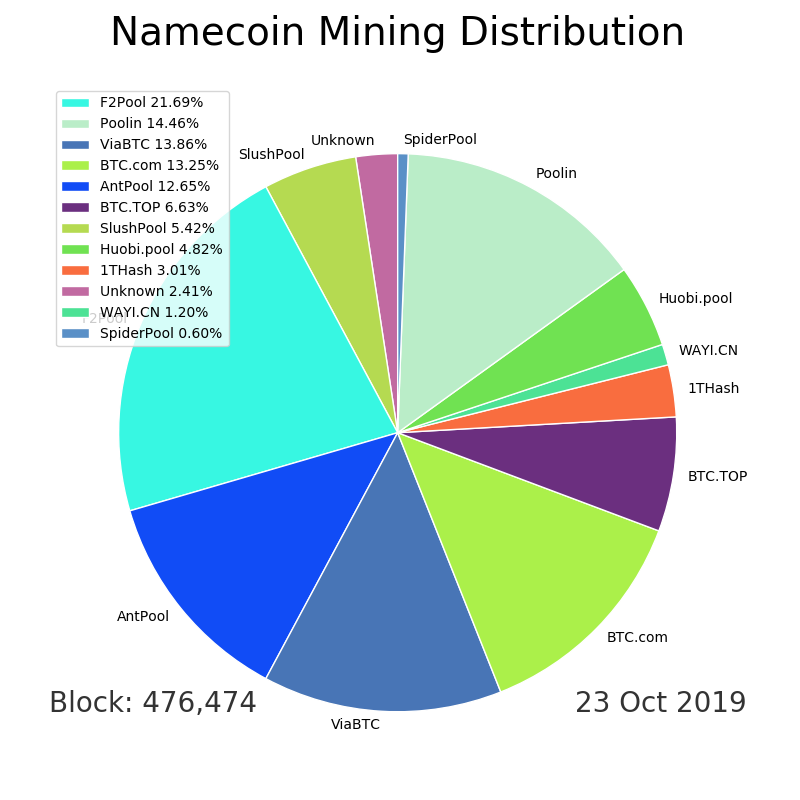 Namecoin Mining Distribution
F2Pool 21.69%
Poolin 14.46%
ViaBTC 13.86%
BTC.com 13.25%
AntPool 12.65%
BTC.TOP 6.63%
SlushPool 5.42%
Huobi.pool 4.82%
1THash 3.01%
Unknown 2.41%
WAYI.CN 1.20%
SpiderPool 0.60%
SpiderPool
Unknown
SlushPool
Poolin
Huobi.pool
F2Pool
WAYI.CN
1THash
BTC.TOP
AntPool
BTC.com
Block: 476,474
23 Oct 2019
ViaBTC